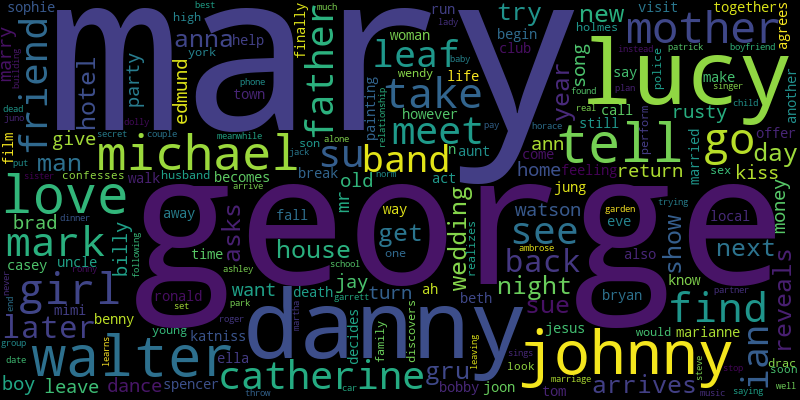 sophie
high
best
much
lady
try
new
visit
together
mary
mother
agrees
marry
building
friend
hotel
party
anna
help
york
father
finally
woman
run
begin
club
holmes
instead
patrick
boyfriend
leaf
lucy
song
say
police
plan
singer
edmund
phone
town
wendy
life
baby
real
found
make
child
dead
juno
dolly
take
year
rusty
another
painting
relationship
however
call
film
put
give
secret
couple
meanwhile
alone
pay
horace
still
perform
offer
sister
son
jack
norm
meet
ann
tell
go
day
man
michael
su
band
n
aunt
come
married
confesses
husband
break
act
home
feeling
return
sex
kiss
walk
arrive
old
jung
trying
love
becomes
mr
george
wedding
watson
garden
eve
local
money
brad
away
fall
way
see
show
mark
asks
house
get
one
ambrose
also
next
billy
realizes
back
casey
uncle
time
school
know
reveals
dinner
following
want
death
jay
turn
ah
night
bryan
partner
girl
ronald
ashley
beth
sue
find
never
mimi
set
park
garrett
jesus
would
marianne
later
benny
young
roger
danny
johnny
ian
drac
group
walter
katniss
martha
decides
family
discovers
leaving
end
lonely
learns
ella
catherine
gru
joon
look
arrives
steve
stop
soon
date
boy
leave
dance
spencer
car
bobby
sings
tom
marriage
music
saying
well
throw